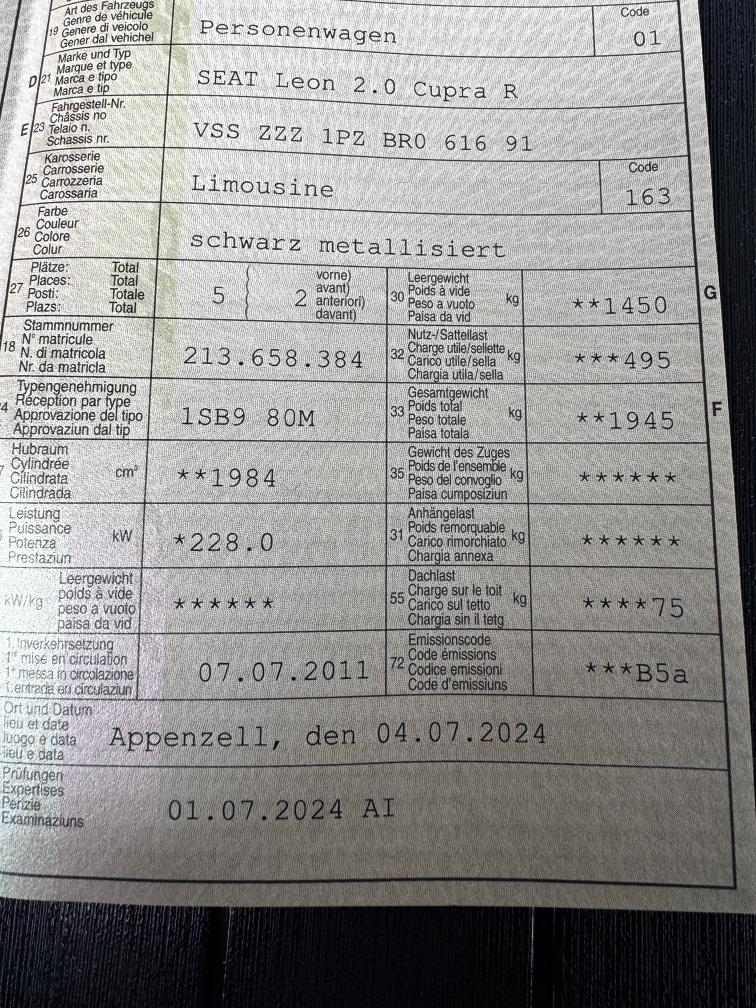 Art des Fahrzeugs
Genre de véhicule
19 Genere di veicolo
Gener dal vehichel
Personenwagen
Code
01
D 21 Marke und Typ
Marque et type
Marca e tipo
Marca e tip
SEAT Leon 2.0 Cupra R
E 23 Fahrgestell-Nr.
Châssis no
Telaio n.
Schassis nr.
VSS ZZZ 1PZ BR0 616 91
25 Karosserie
Carrosserie
Carrozzeria
Carossaria
Limousine
Code
163
26 Farbe
Couleur
Colore
Colur
schwarz metallisiert
27 Plätze: Total
Places: Total
Posti: Totale
Plazs: Total
5 2 vorne)
avant)
anteriori)
davant)
30 Leergewicht
Poids à vide
Peso a vuoto
Paisa da vid
kg
**1450
G
18 Stammnummer
N° matricule
N. di matricola
Nr. da matricla
213.658.384
32 Nutz-/Sattellast
Charge utile/sellette
Carico utile/sella
Chargia utila/sella
kg
***495
4 Typengenehmigung
Réception par type
Approvazione del tipo
Approvaziun dal tip
1SB9 80M
33 Gesamtgewicht
Poids total
Peso totale
Paisa totala
kg
**1945
F
Hubraum
Cylindrée
Cilindrata
Cilindrada
cm³
**1984
35 Gewicht des Zuges
Poids de l'ensemble
Peso del convoglio
Paisa cumposiziun
kg
******
Leistung
Puissance
Potenza
Prestaziun
kW
*228.0
31 Anhängelast
Poids remorquable
Carico rimorchiato
Chargia annexa
kg
******
kW/kg
Leergewicht
poids à vide
peso a vuoto
paisa da vid
******
55 Dachlast
Charge sur le toit
Carico sul tetto
Chargia sin il tetg
kg
****75
1. Inverkehrsetzung
1re mise en circulation
1a messa in circolazione
1. entrada en circulaziun
07.07.2011
72 Emissionscode
Code émissions
Codice emissioni
Code d'emissiuns
***B5a
Ort und Datum
lieu et date
luogo e data
lieu e data
Appenzell, den 04.07.2024
Prüfungen
Expertises
Perizie
Examinaziuns
01.07.2024 AI